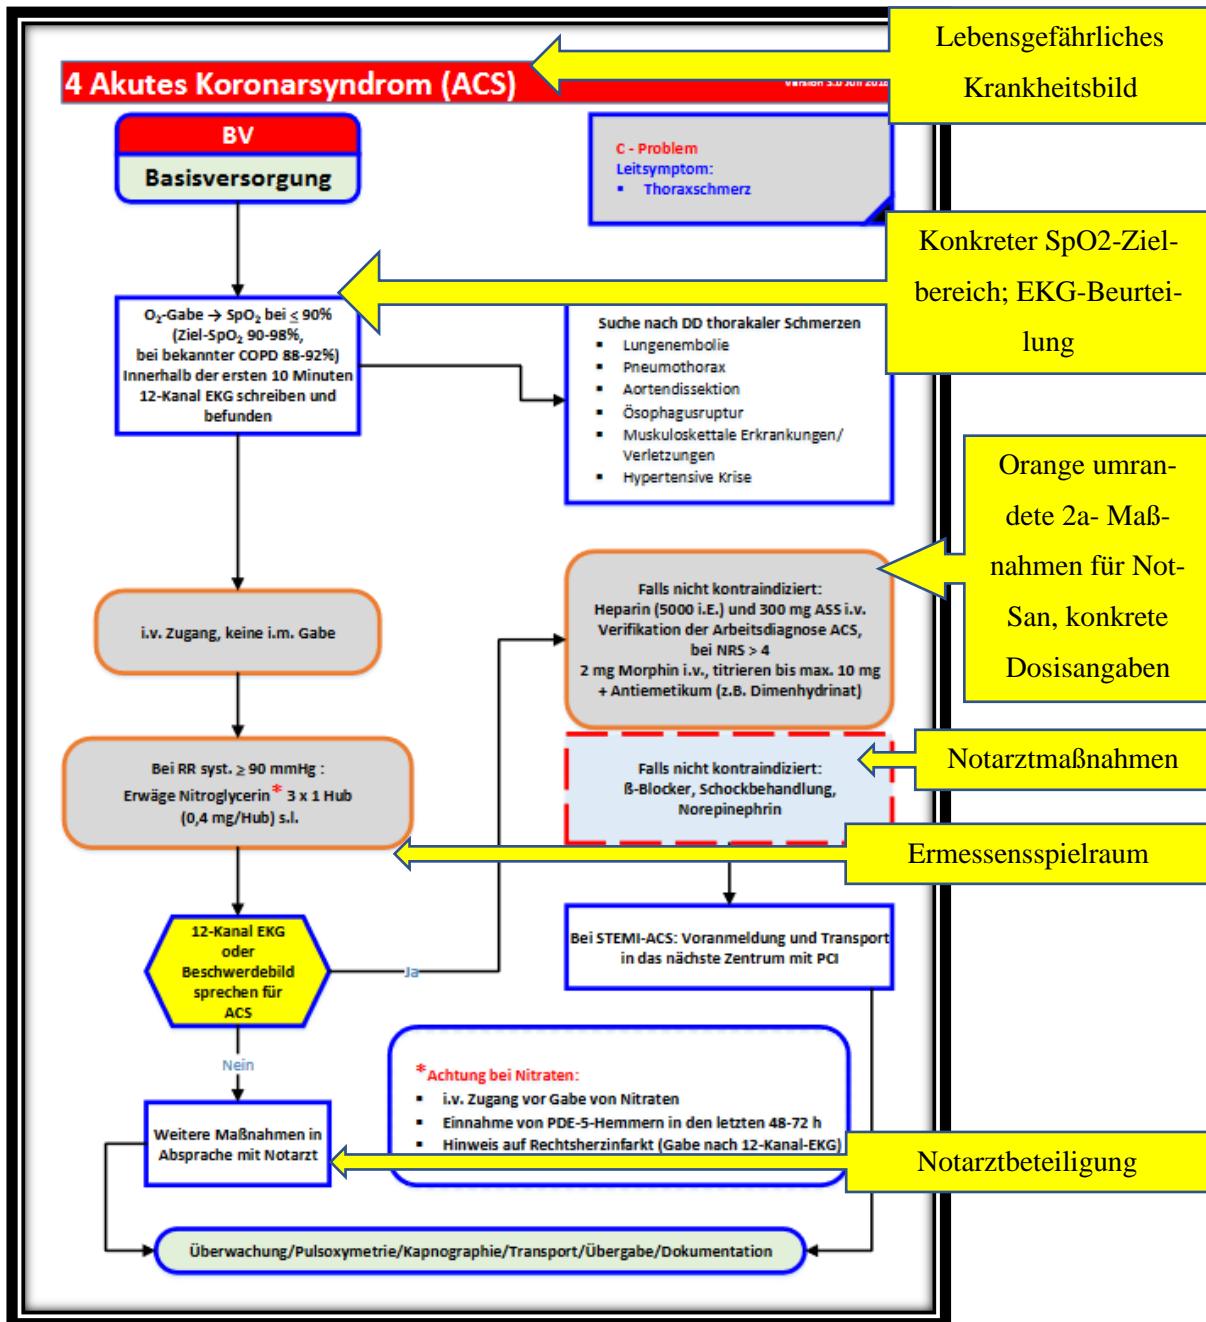 Lebensgefährliches
Krankheitsbild
4 Akutes Koronarsyndrom (ACS)
Version 3.0 Juli
BV
Basisversorgung
C - Problem
Leitsymptom:
▪ Thoraxschmerz
Konkreter SpO2-Ziel-
bereich; EKG-Beurtei-
lung
O₂-Gabe → SpO₂ bei ≤ 90%
(Ziel-SpO₂ 90-98%,
bei bekannter COPD 88-92%)
Innerhalb der ersten 10 Minuten
12-Kanal EKG schreiben und
befunden
Suche nach DD thorakaler Schmerzen
▪ Lungenembolie
▪ Pneumothorax
▪ Aortendissektion
▪ Ösophagusruptur
▪ Muskuloskettale Erkrankungen/
Verletzungen
▪ Hypertensive Krise
Orange umran-
dete 2a- Maß-
nahmen für Not-
San, konkrete
Dosisangaben
i.v. Zugang, keine i.m. Gabe
Falls nicht kontraindiziert:
Heparin (5000 i.E.) und 300 mg ASS i.v.
Verifikation der Arbeitsdiagnose ACS,
bei NRS > 4
2 mg Morphin i.v., titrieren bis max. 10 mg
+ Antiemetikum (z.B. Dimenhydrinat)
Notarztmaßnahmen
Bei RR syst. ≥ 90 mmHg :
Erwäge Nitroglycerin* 3 x 1 Hub
(0,4 mg/Hub) s.l.
Falls nicht kontraindiziert:
ß-Blocker, Schockbehandlung,
Norepinephrin
Ermessensspielraum
12-Kanal EKG
oder
Beschwerdebild
sprechen für
ACS
Ja
Nein
Bei STEMI-ACS: Voranmeldung und Transport
in das nächste Zentrum mit PCI
*Achtung bei Nitraten:
▪ i.v. Zugang vor Gabe von Nitraten
▪ Einnahme von PDE-5-Hemmern in den letzten 48-72 h
▪ Hinweis auf Rechtsherzinfarkt (Gabe nach 12-Kanal-EKG)
Weitere Maßnahmen in
Absprache mit Notarzt
Notarztbeteiligung
Überwachung/Pulsoxymetrie/Kapnographie/Transport/Übergabe/Dokumentation